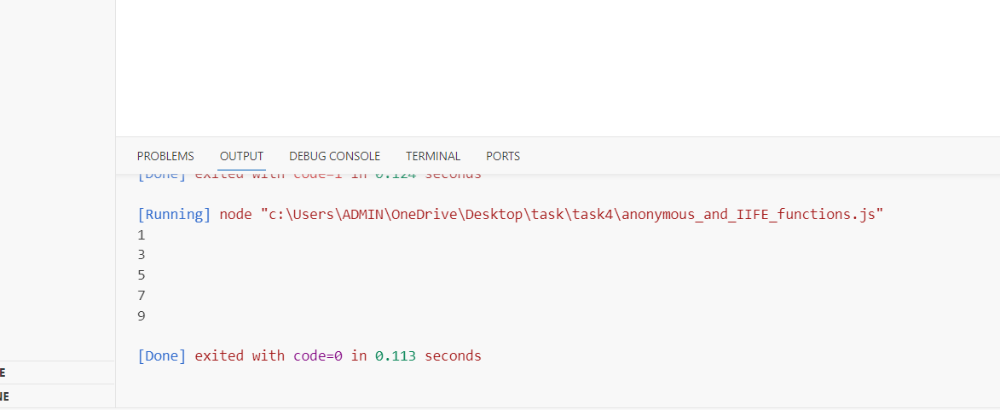 PROBLEMS OUTPUT DEBUG CONSOLE TERMINAL PORTS
[Done] exited with code=1 in 0.124 seconds
[Running] node "c:\Users\ADMIN\OneDrive\Desktop\task\task4\anonymous_and_IIFE_functions.js"
1
3
5
7
9
[Done] exited with code=0 in 0.113 seconds